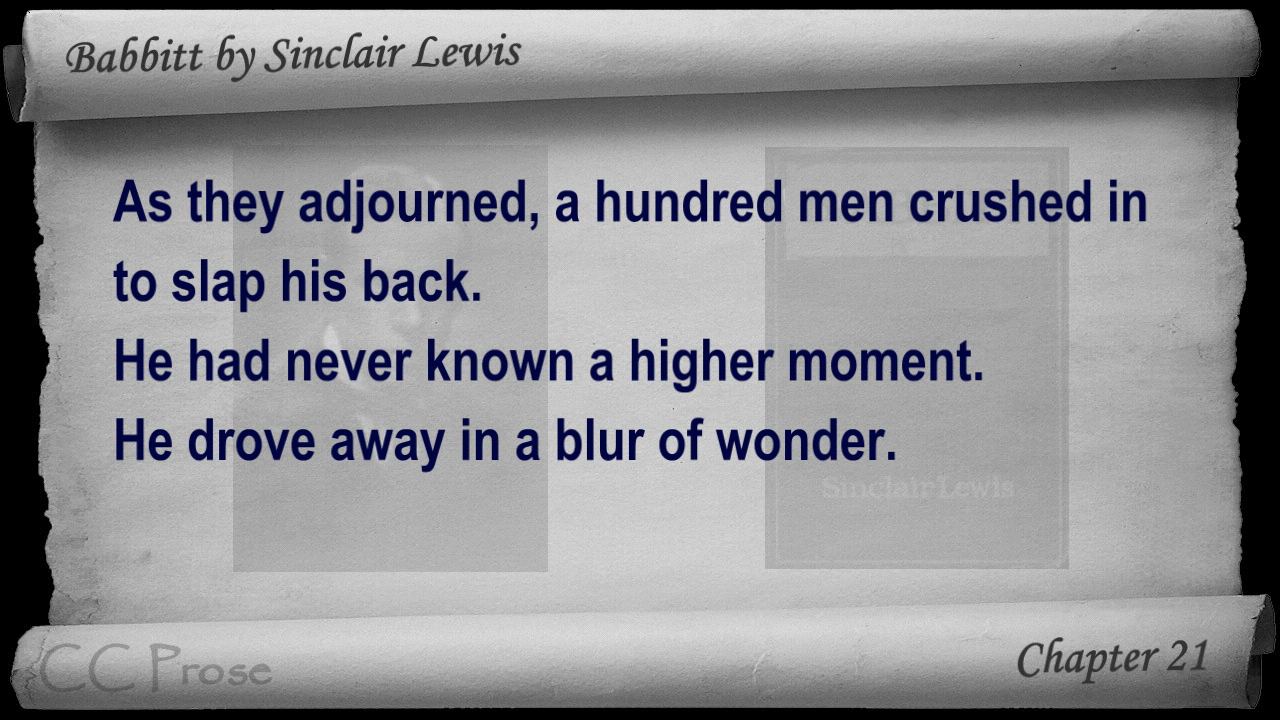 Babbitt by Sinclair Lewis
As they adjourned, a hundred men crushed in
to slap his back.
He had never known a higher moment.
He drove away in a blur of wonder.
Sinclair Lewis
CC Prose
Chapter 21